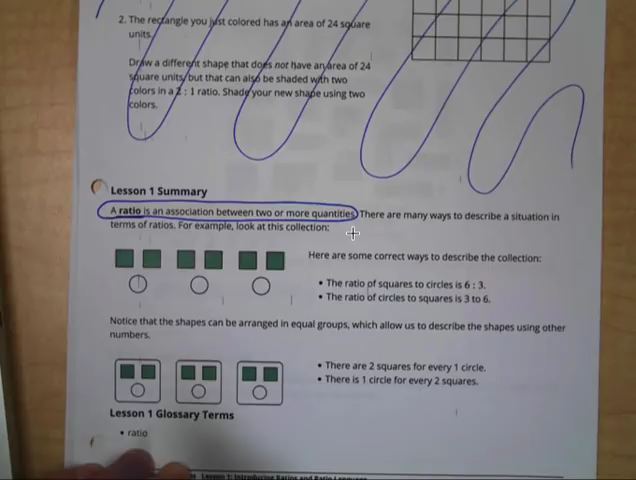 2. The rectangle you just colored has an area of 24 square
units.
Draw a different shape that does not have an area of 24
square units, but that can also be shaded with two
colors in a 2 : 1 ratio. Shade your new shape using two
colors.
Lesson 1 Summary
A ratio is an association between two or more quantities. There are many ways to describe a situation in
terms of ratios. For example, look at this collection:
Here are some correct ways to describe the collection:
• The ratio of squares to circles is 6 : 3.
• The ratio of circles to squares is 3 to 6.
Notice that the shapes can be arranged in equal groups, which allow us to describe the shapes using other
numbers.
• There are 2 squares for every 1 circle.
• There is 1 circle for every 2 squares.
Lesson 1 Glossary Terms
• ratio
Lesson 1: Introducing Ratios and Ratio Language